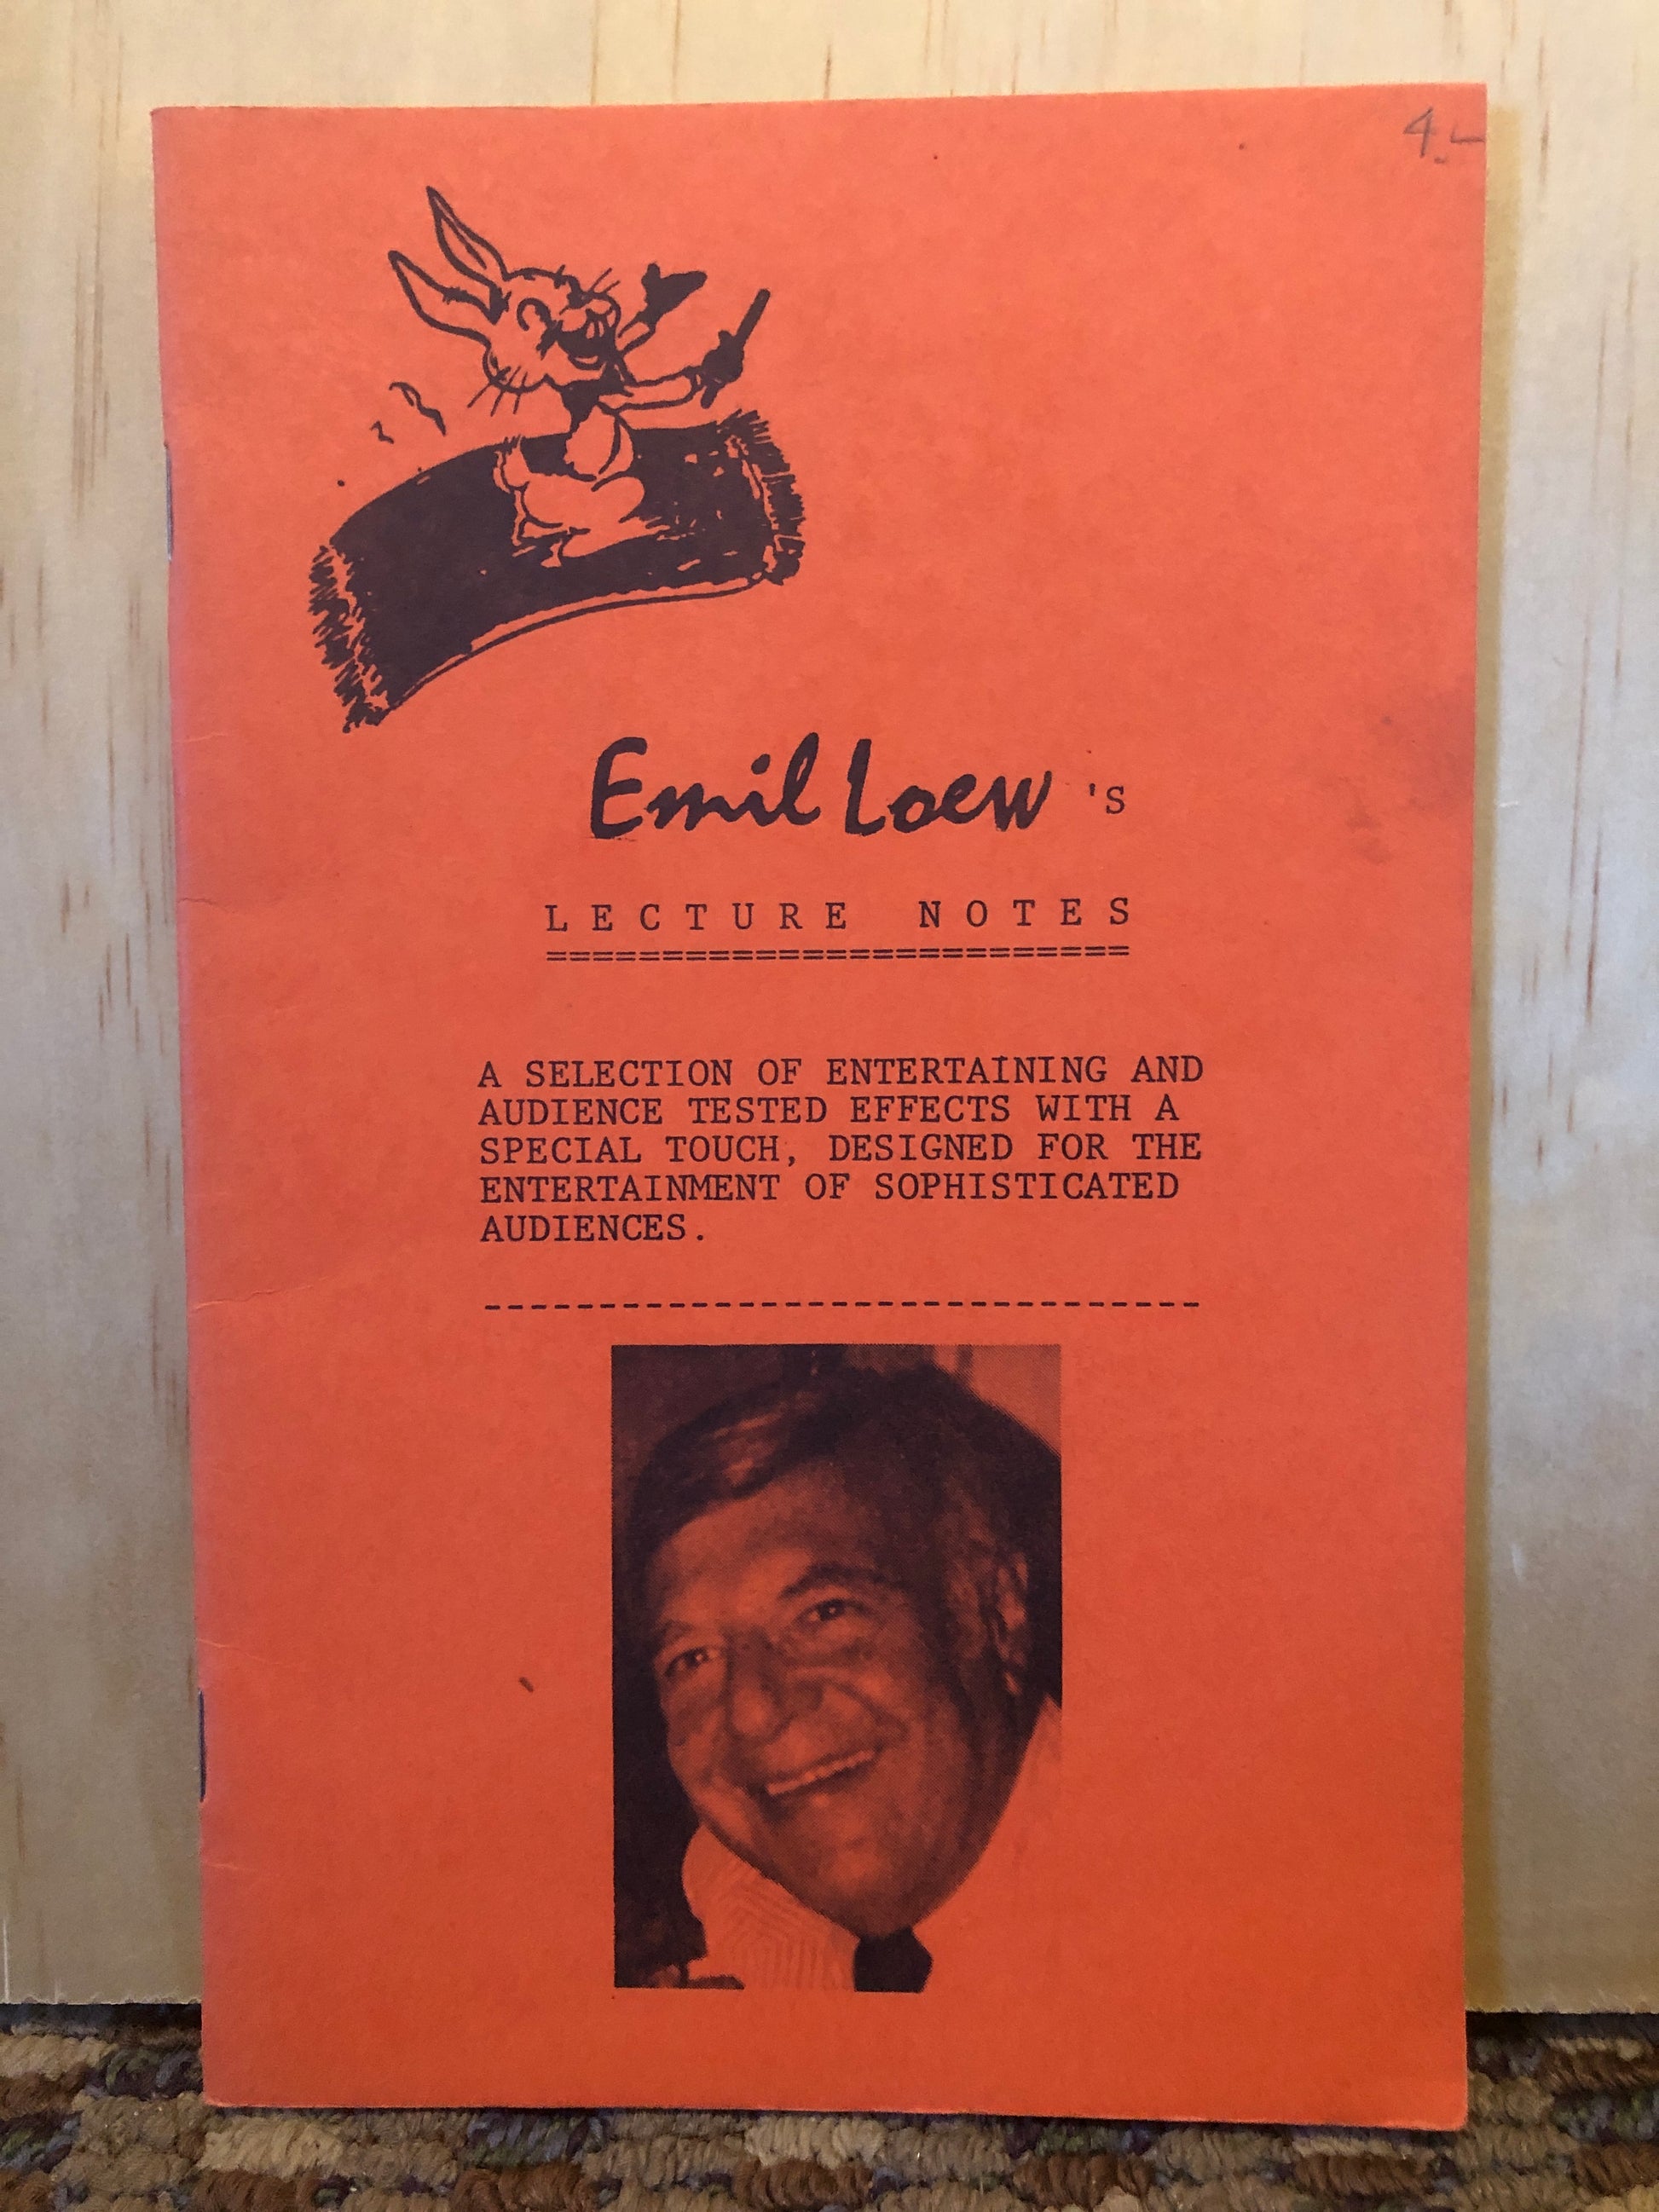 4.-
Emil Loew 's
LECTURE NOTES
=========================
A SELECTION OF ENTERTAINING AND
AUDIENCE TESTED EFFECTS WITH A
SPECIAL TOUCH, DESIGNED FOR THE
ENTERTAINMENT OF SOPHISTICATED
AUDIENCES.
-------------------------------